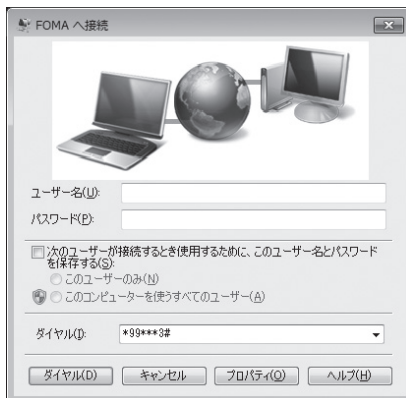 FOMA へ接続
ユーザー名(U):
パスワード(P):
次のユーザーが接続するとき使用するために、このユーザー名とパスワード
を保存する(S):
このユーザーのみ(N)
このコンピューターを使うすべてのユーザー(A)
ダイヤル(I): *99***3#
ダイヤル(D) キャンセル プロパティ(O) ヘルプ(H)